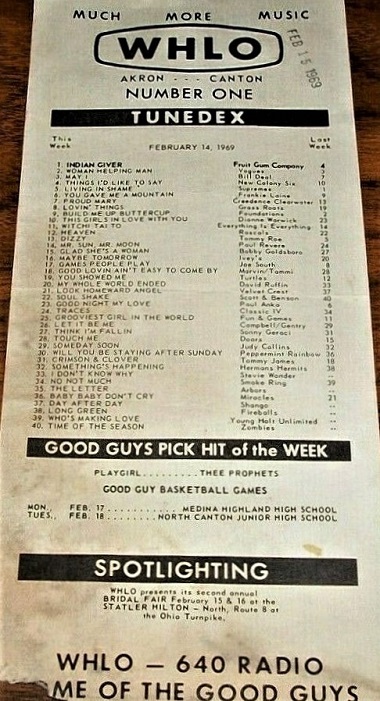 MUCH MORE MUSIC
WHLO
FEB 15 1969
AKRON - - - CANTON
NUMBER ONE
TUNEDEX
This Week FEBRUARY 14, 1969 Last Week
1. INDIAN GIVER Fruit Gum Company 4
2. WOMAN HELPING MAN Vogues 7
3. MAY I Bill Deal
4. THINGS I'D LIKE TO SAY New Colony Six 10
5. LIVING IN SHAME Supremes
6. YOU GAVE ME A MOUNTAIN Frankie Laine
7. PROUD MARY Creedence Clearwater
8. LOVIN' THINGS Grass Roots 19
9. BUILD ME UP BUTTERCUP Foundations 2
10. THIS GIRL'S IN LOVE WITH YOU Dionne Warwick 23
11. WITCHI TAI TO Everything Is Everything 14
12. HEAVEN Rascals 22
13. DIZZY Tommy Roe 5
14. MR. SUN, MR. MOON Paul Revere
15. GLAD SHE'S A WOMAN Bobby Goldsboro 27
16. MAYBE TOMORROW Ivey's 20
17. GAMES PEOPLE PLAY Joe South 8
18. GOOD LOVIN AIN'T EASY TO COME BY Marvin/Tammi 28
19. YOU SHOWED ME Turtles 12
20. MY WHOLE WORLD ENDED David Ruffin 33
21. LOOK HOMEWARD ANGEL Velvet Crest 37
22. SOUL SHAKE Scott & Benson 40
23. GOOD NIGHT MY LOVE Paul Anka 6
24. TRACES Classic IV 34
25. GROOVIEST GIRL IN THE WORLD Fun & Games 11
26. LET IT BE ME Campbell/Gentry 29
27. THINK I'M FALLIN Sonny Geraci 31
28. TOUCH ME Doors 15
29. SOMEDAY SOON Judy Collins 32
30. WILL YOU BE STAYING AFTER SUNDAY Peppermint Rainbow 36
31. CRIMSON & CLOVER Tommy James 18
32. SOMETHING'S HAPPENING Hermans Hermits 38
33. I DON'T KNOW WHY Stevie Wonder --
34. NO NOT MUCH Smoke Ring 39
35. THE LETTER Arbors --
36. BABY BABY DON'T CRY Miracles 21
37. DAY AFTER DAY Shango --
38. LONG GREEN Fireballs --
39. WHO'S MAKING LOVE Young Holt Unlimited --
40. TIME OF THE SEASON Zombies --
GOOD GUYS PICK HIT of the WEEK
PLAYGIRL.........THEE PROPHETS
GOOD GUY BASKETBALL GAMES
MON., FEB. 17........MEDINA HIGHLAND HIGH SCHOOL
TUES., FEB. 18........NORTH CANTON JUNIOR HIGH SCHOOL
SPOTLIGHTING
WHLO presents its second annual
BRIDAL FAIR February 15 & 16 at the
STATLER HILTON - North, Route 8 at
the Ohio Turnpike.
WHLO — 640 RADIO
ME OF THE GOOD GUYS